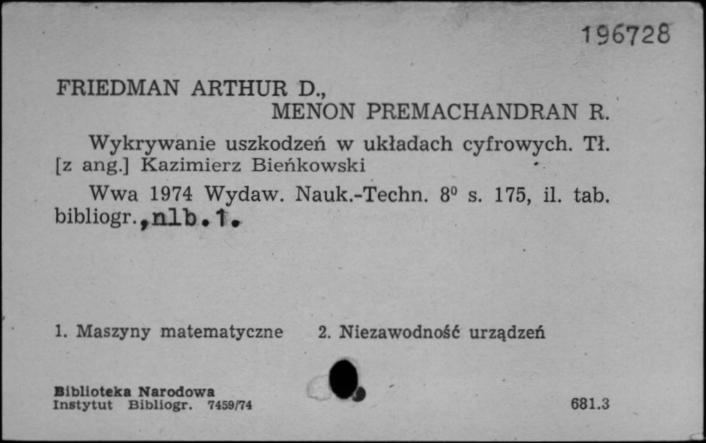 196728
FRIEDMAN ARTHUR D.,
MENON PREMACHANDRAN R.
Wykrywanie uszkodzeń w układach cyfrowych. Tł.
[z ang.] Kazimierz Bieńkowski
Wwa 1974 Wydaw. Nauk.-Techn. 8⁰ s. 175, il. tab.
bibliogr., nlb. 1.
1. Maszyny matematyczne 2. Niezawodność urządzeń
Biblioteka Narodowa
Instytut Bibliogr. 7459/74 681.3